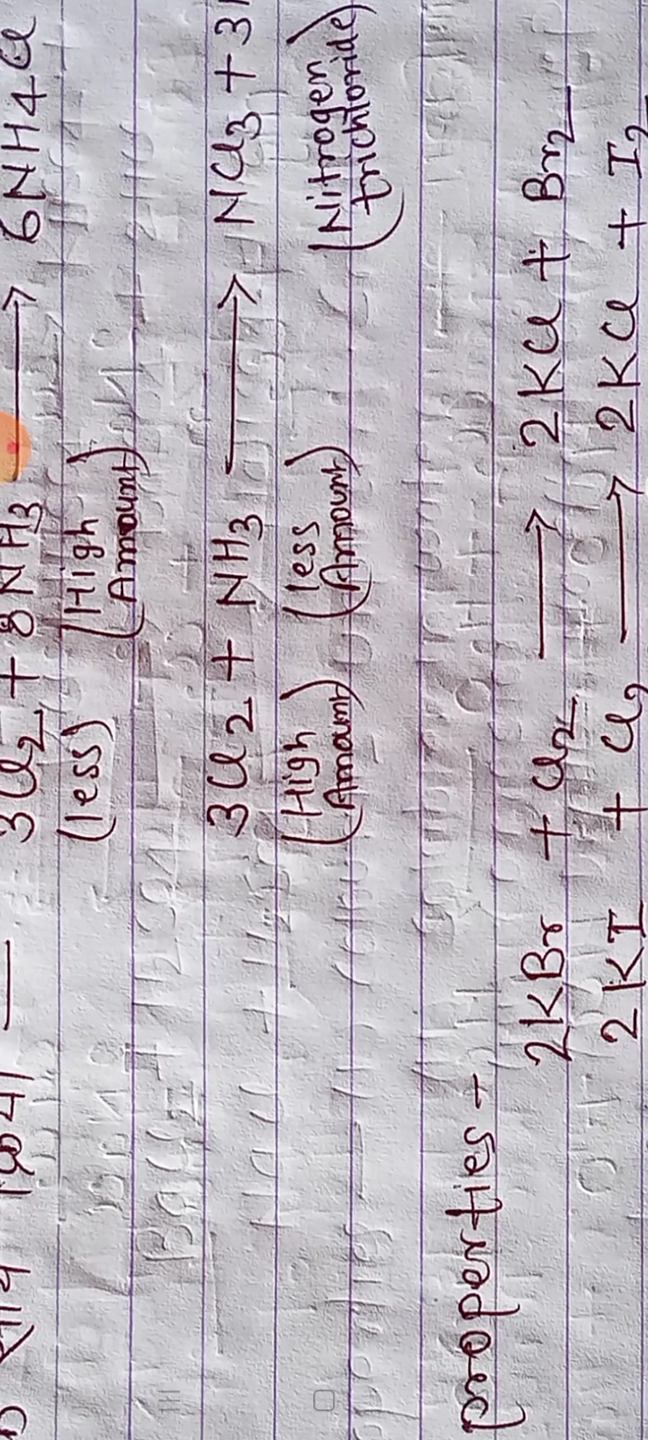 के साथ क्रिया — 3Cl2 + 8NH3 → 6NH4Cl
(less) (High Amount)
3Cl2 + NH3 → NCl3 + 3
(High Amount) (less Amount) (Nitrogen trichloride)
properties -
2KBr + Cl2 → 2KCl + Br2
2KI + Cl2 → 2KCl + I2